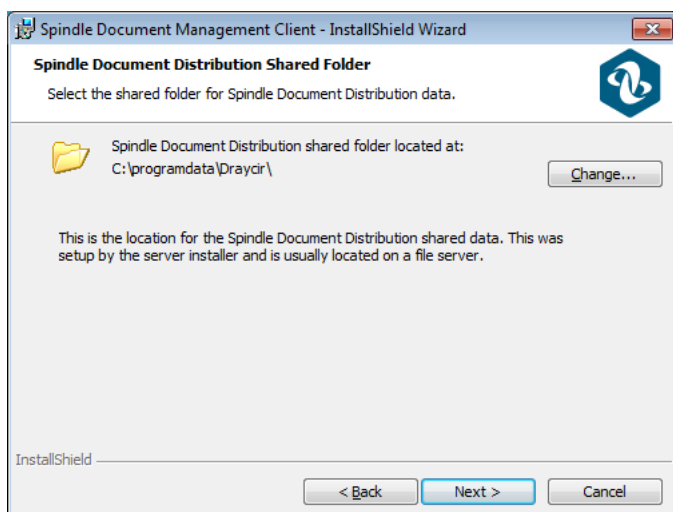 Spindle Document Management Client - InstallShield Wizard
Spindle Document Distribution Shared Folder
Select the shared folder for Spindle Document Distribution data.
Spindle Document Distribution shared folder located at:
C:\programdata\Draycir\
Change...
This is the location for the Spindle Document Distribution shared data. This was
setup by the server installer and is usually located on a file server.
InstallShield
< Back
Next >
Cancel